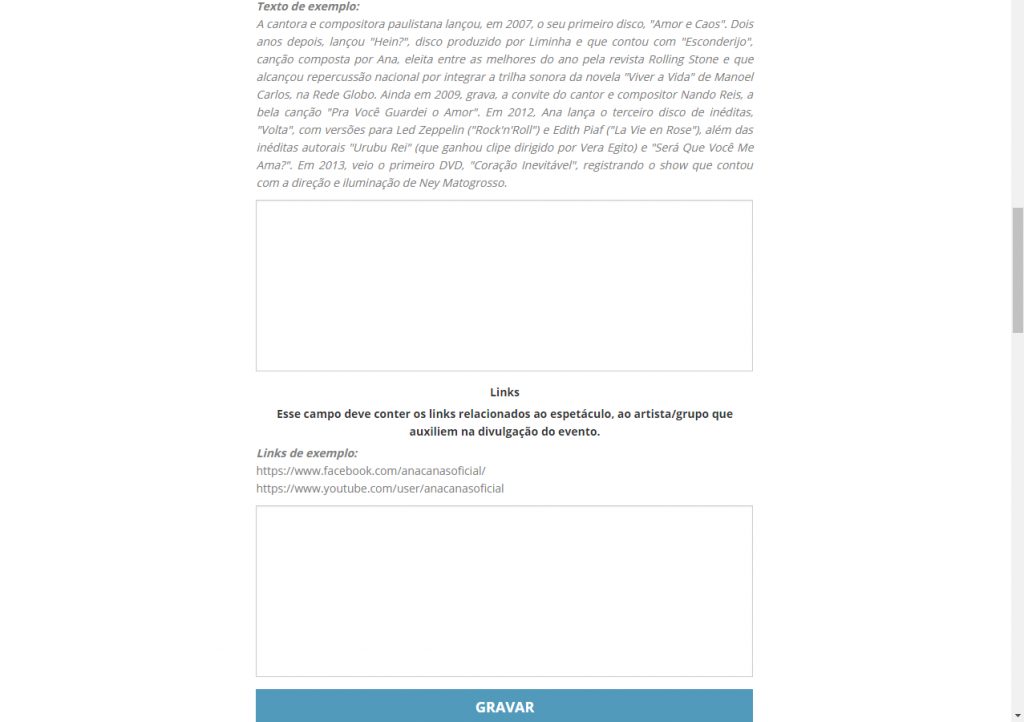 Texto de exemplo:
A cantora e compositora paulistana lançou, em 2007, o seu primeiro disco, "Amor e Caos". Dois
anos depois, lançou "Hein?", disco produzido por Liminha e que contou com "Esconderijo",
canção composta por Ana, eleita entre as melhores do ano pela revista Rolling Stone e que
alcançou repercussão nacional por integrar a trilha sonora da novela "Viver a Vida" de Manoel
Carlos, na Rede Globo. Ainda em 2009, grava, a convite do cantor e compositor Nando Reis, a
bela canção "Pra Você Guardei o Amor". Em 2012, Ana lança o terceiro disco de inéditas,
"Volta", com versões para Led Zeppelin ("Rock'n'Roll") e Edith Piaf ("La Vie en Rose"), além das
inéditas autorais "Urubu Rei" (que ganhou clipe dirigido por Vera Egito) e "Será Que Você Me
Ama?". Em 2013, veio o primeiro DVD, "Coração Inevitável", registrando o show que contou
com a direção e iluminação de Ney Matogrosso.
Links
Esse campo deve conter os links relacionados ao espetáculo, ao artista/grupo que
auxiliem na divulgação do evento.
Links de exemplo:
https://www.facebook.com/anacanasoficial/
https://www.youtube.com/user/anacanasoficial
GRAVAR